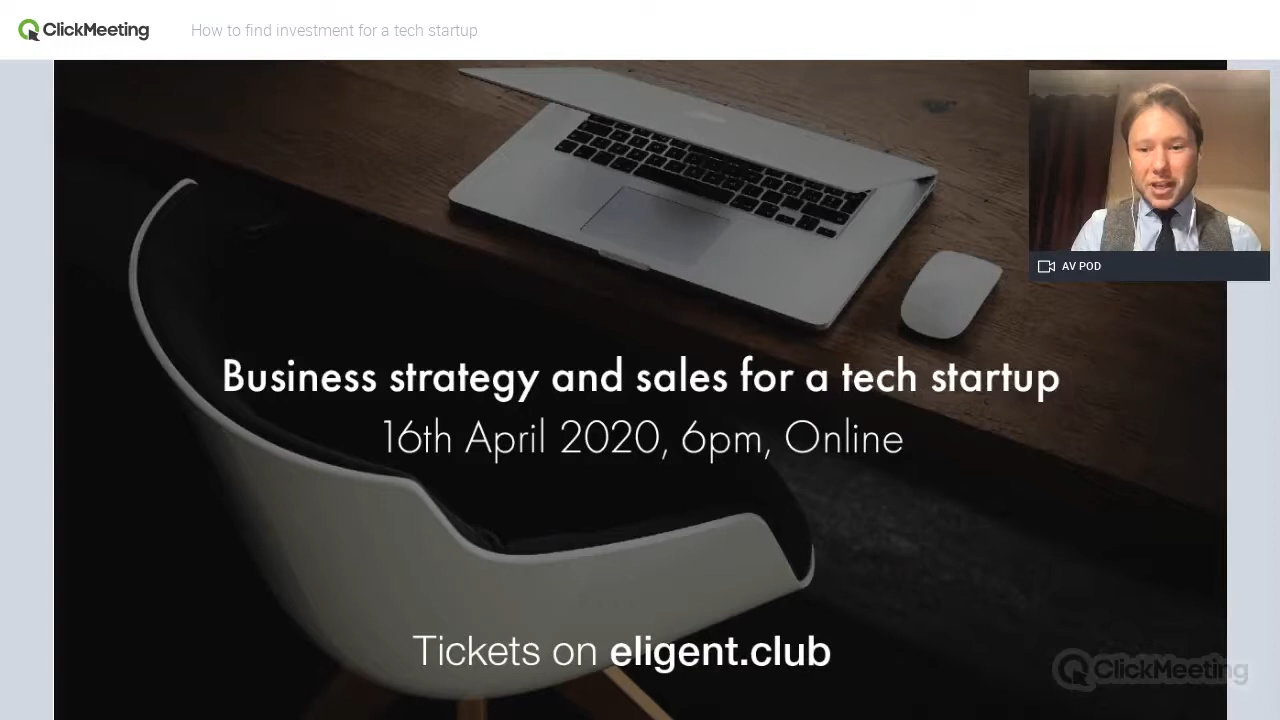 ClickMeeting
How to find investment for a tech startup
AV POD
Business strategy and sales for a tech startup
16th April 2020, 6pm, Online
Tickets on eligent.club
ClickMeeting